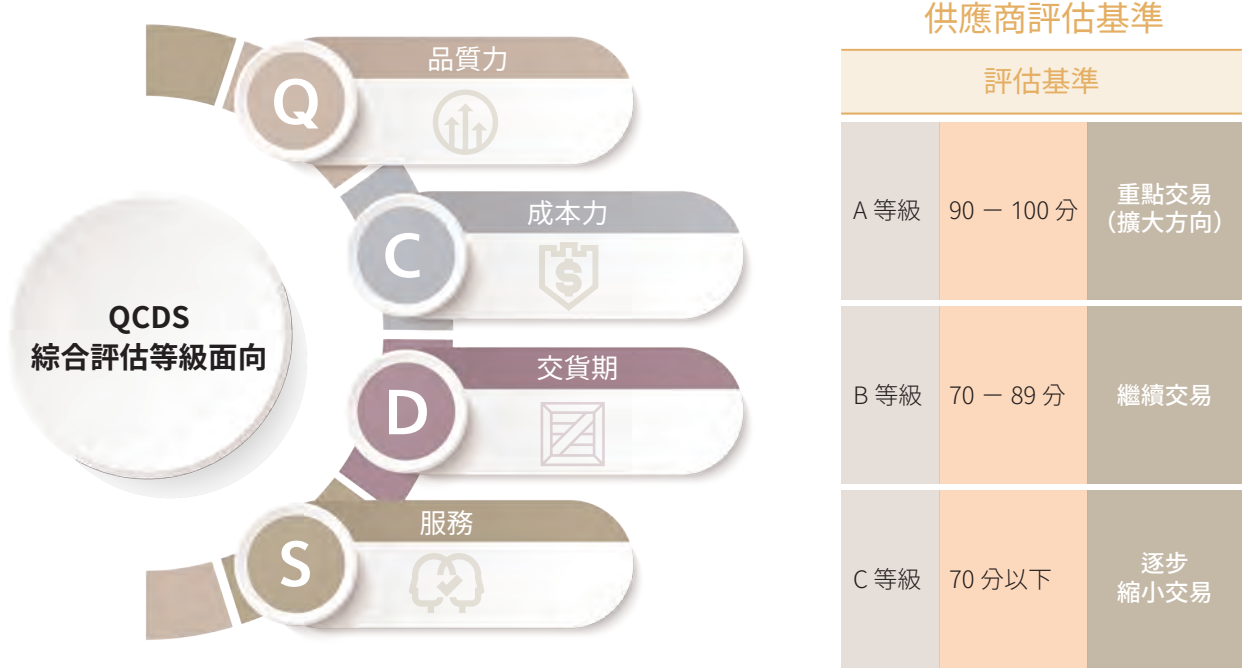 QCDS
綜合評估等級面向
Q
品質力
C
成本力
D
交貨期
S
服務
供應商評估基準
評估基準
A 等級
90 － 100 分
重點交易
（擴大方向）
B 等級
70 － 89 分
繼續交易
C 等級
70 分以下
逐步
縮小交易